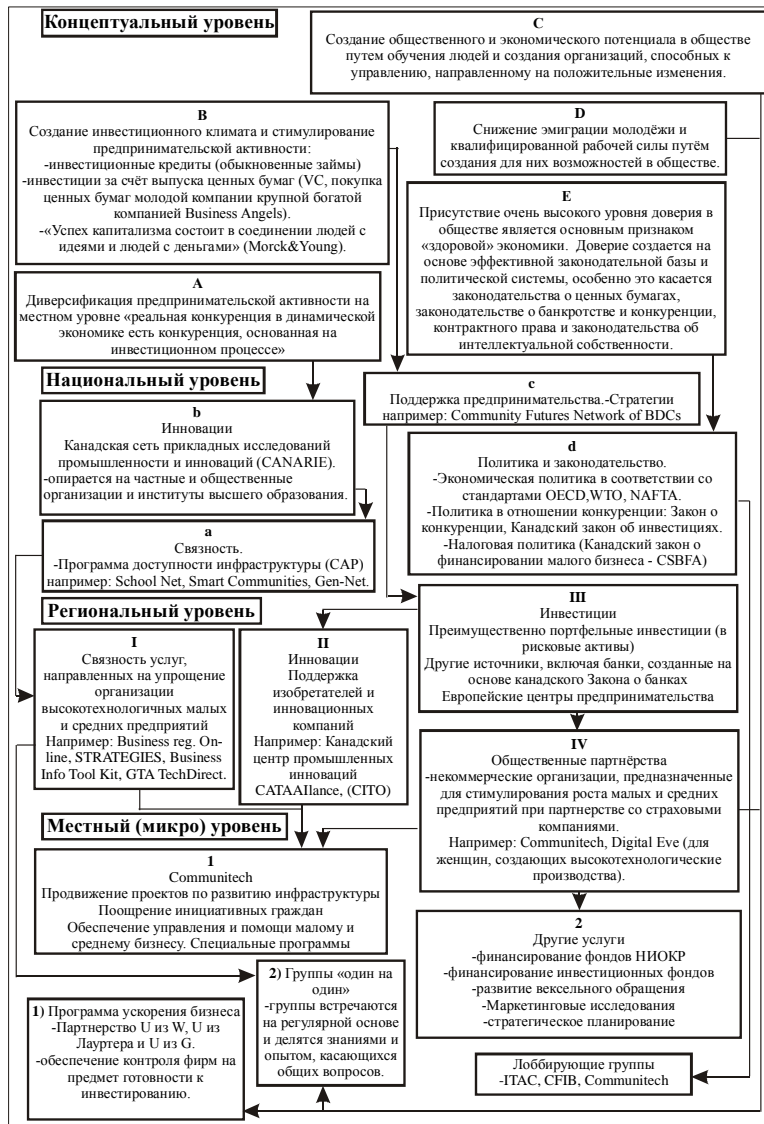 Концептуальный уровень
C
Создание общественного и экономического потенциала в обществе
путем обучения людей и создания организаций, способных к
управлению, направленному на положительные изменения.
B
Создание инвестиционного климата и стимулирование
предпринимательской активности:
-инвестиционные кредиты (обыкновенные займы)
-инвестиции за счёт выпуска ценных бумаг (VC, покупка
ценных бумаг молодой компании крупной богатой
компанией Business Angels).
-«Успех капитализма состоит в соединении людей с
идеями и людей с деньгами» (Morck&Young).
D
Снижение эмиграции молодёжи и
квалифицированной рабочей силы путём
создания для них возможностей в обществе.
E
Присутствие очень высокого уровня доверия в
обществе является основным признаком
«здоровой» экономики. Доверие создается на
основе эффективной законодательной базы и
политической системы, особенно это касается
законодательства о ценных бумагах,
законодательстве о банкротстве и конкуренции,
контрактного права и законодательства об
интеллектуальной собственности.
A
Диверсификация предпринимательской активности на
местном уровне «реальная конкуренция в динамической
экономике есть конкуренция, основанная на
инвестиционном процессе»
Национальный уровень
c
Поддержка предпринимательства.-Стратегии
например: Community Futures Network of BDCs
b
Инновации
Канадская сеть прикладных исследований
промышленности и инноваций (CANARIE).
-опирается на частные и общественные
организации и институты высшего образования.
d
Политика и законодательство.
-Экономическая политика в соответствии со
стандартами OECD,WTO, NAFTA.
-Политика в отношении конкуренции: Закон о
конкуренции, Канадский закон об инвестициях.
-Налоговая политика (Канадский закон о
финансировании малого бизнеса - CSBFA)
a
Связность.
-Программа доступности инфраструктуры (CAP)
например: School Net, Smart Communities, Gen-Net.
Региональный уровень
I
Связность услуг,
направленных на упрощение
организации
высокотехнологичных малых
и средних предприятий
Например: Business reg. On-
line, STRATEGIES, Business
Info Tool Kit, GTA TechDirect.
II
Инновации
Поддержка
изобретателей и
инновационных
компаний
Например: Канадский
центр промышленных
инноваций
CATAAIlance, (CITO)
III
Инвестиции
Преимущественно портфельные инвестиции (в
рисковые активы)
Другие источники, включая банки, созданные на
основе канадского Закона о банках
Европейские центры предпринимательства
IV
Общественные партнёрства
-некоммерческие организации, предназначенные
для стимулирования роста малых и средних
предприятий при партнерстве со страховыми
компаниями.
Например: Communitech, Digital Eve (для
женщин, создающих высокотехнологические
производства).
Местный (микро) уровень
1
Communitech
Продвижение проектов по развитию инфраструктуры
Поощрение инициативных граждан
Обеспечение управления и помощи малому и
среднему бизнесу. Специальные программы
2
Другие услуги
-финансирование фондов НИОКР
-финансирование инвестиционных фондов
-развитие вексельного обращения
-Маркетинговые исследования
-стратегическое планирование
2) Группы «один на
один»
-группы встречаются
на регулярной основе
и делятся знаниями и
опытом, касающихся
общих вопросов.
1) Программа ускорения бизнеса
-Партнерство U из W, U из
Лауртера и U из G.
-обеспечение контроля фирм на
предмет готовности к
инвестированию.
Лоббирующие группы
-ITAC, CFIB, Communitech